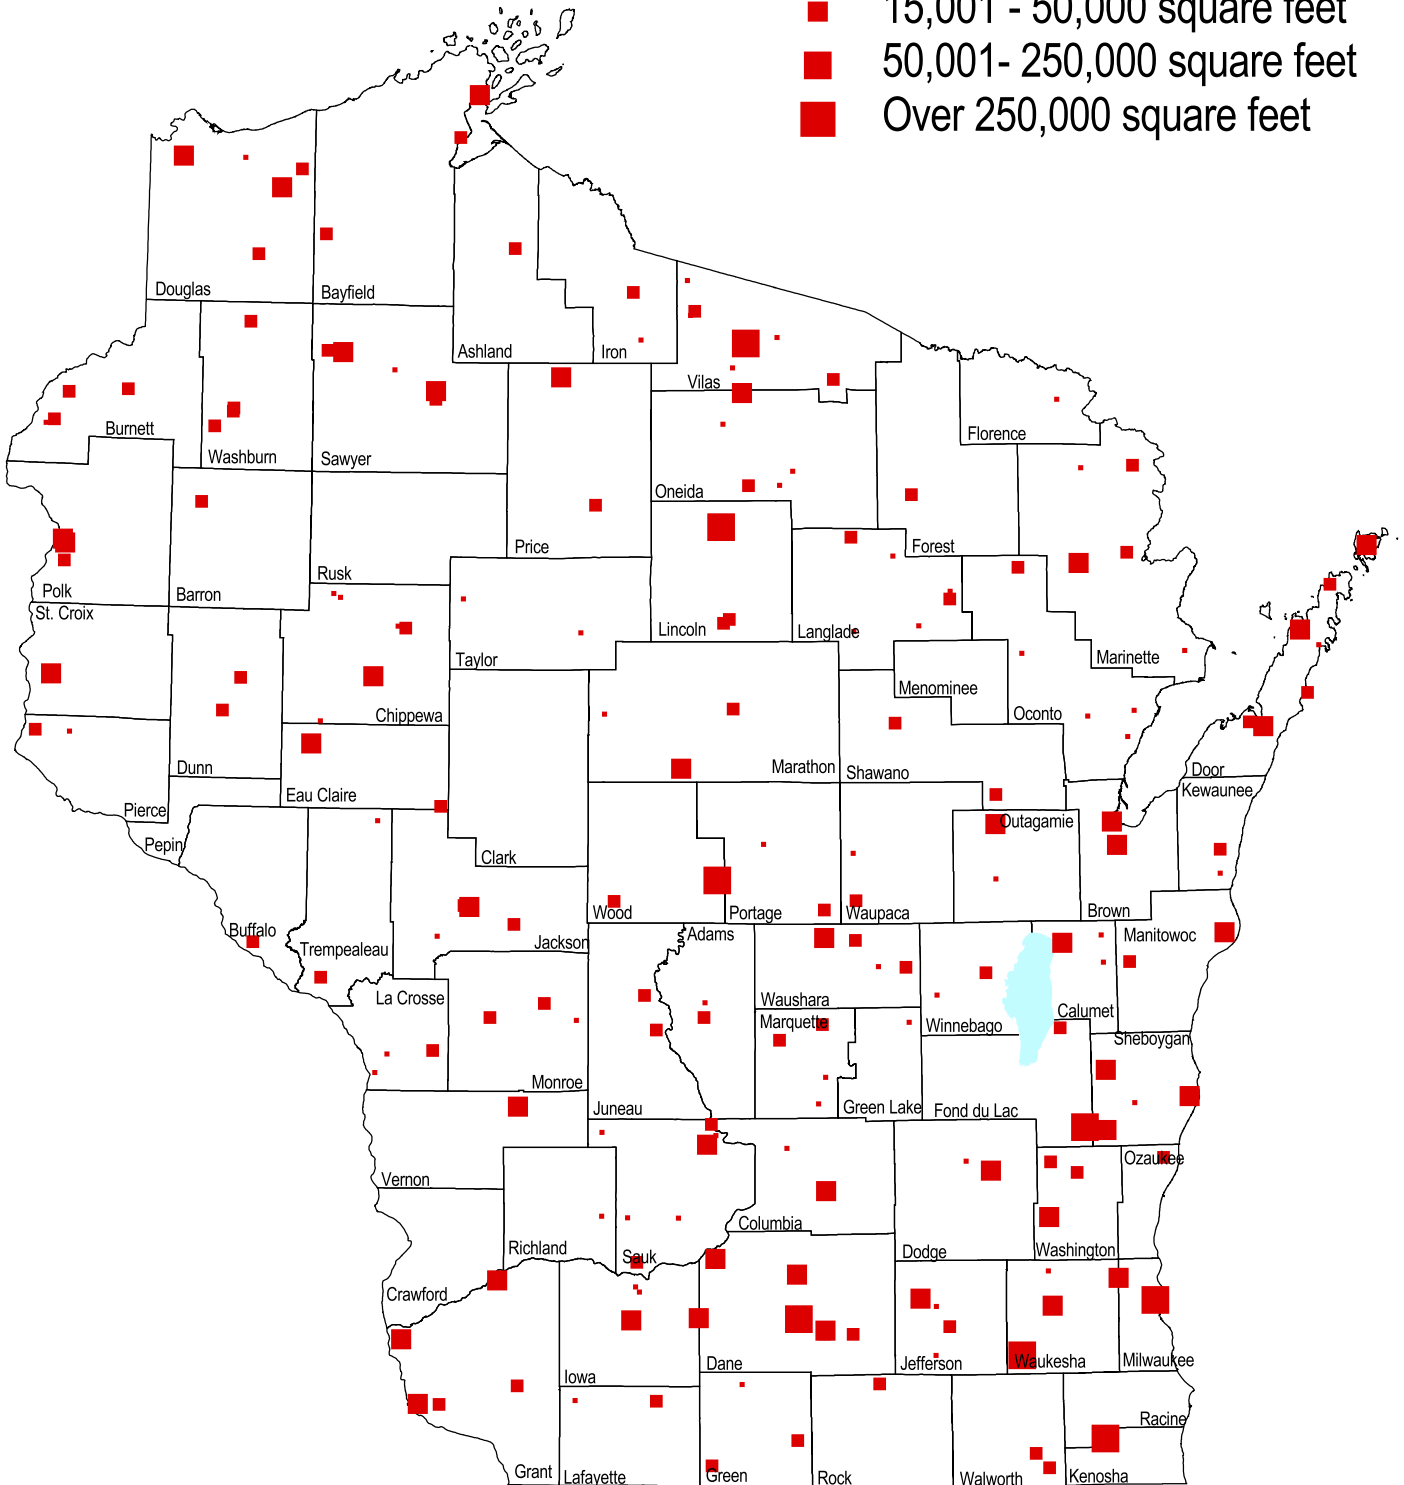 15,001 - 50,000 square feet
50,001- 250,000 square feet
Over 250,000 square feet
Douglas
Bayfield
Ashland
Iron
Vilas
Burnett
Washburn
Sawyer
Florence
Oneida
Price
Forest
Polk
Barron
Rusk
St. Croix
Lincoln
Langlade
Taylor
Marinette
Menominee
Chippewa
Oconto
Dunn
Marathon
Shawano
Door
Eau Claire
Kewaunee
Pierce
Outagamie
Pepin
Clark
Wood
Portage
Waupaca
Brown
Buffalo
Trempealeau
Jackson
Adams
Manitowoc
La Crosse
Waushara
Marquette
Winnebago
Calumet
Sheboygan
Monroe
Juneau
Green Lake
Fond du Lac
Vernon
Ozaukee
Columbia
Richland
Sauk
Dodge
Washington
Crawford
Iowa
Dane
Jefferson
Waukesha
Milwaukee
Racine
Grant
Lafayette
Green
Rock
Walworth
Kenosha